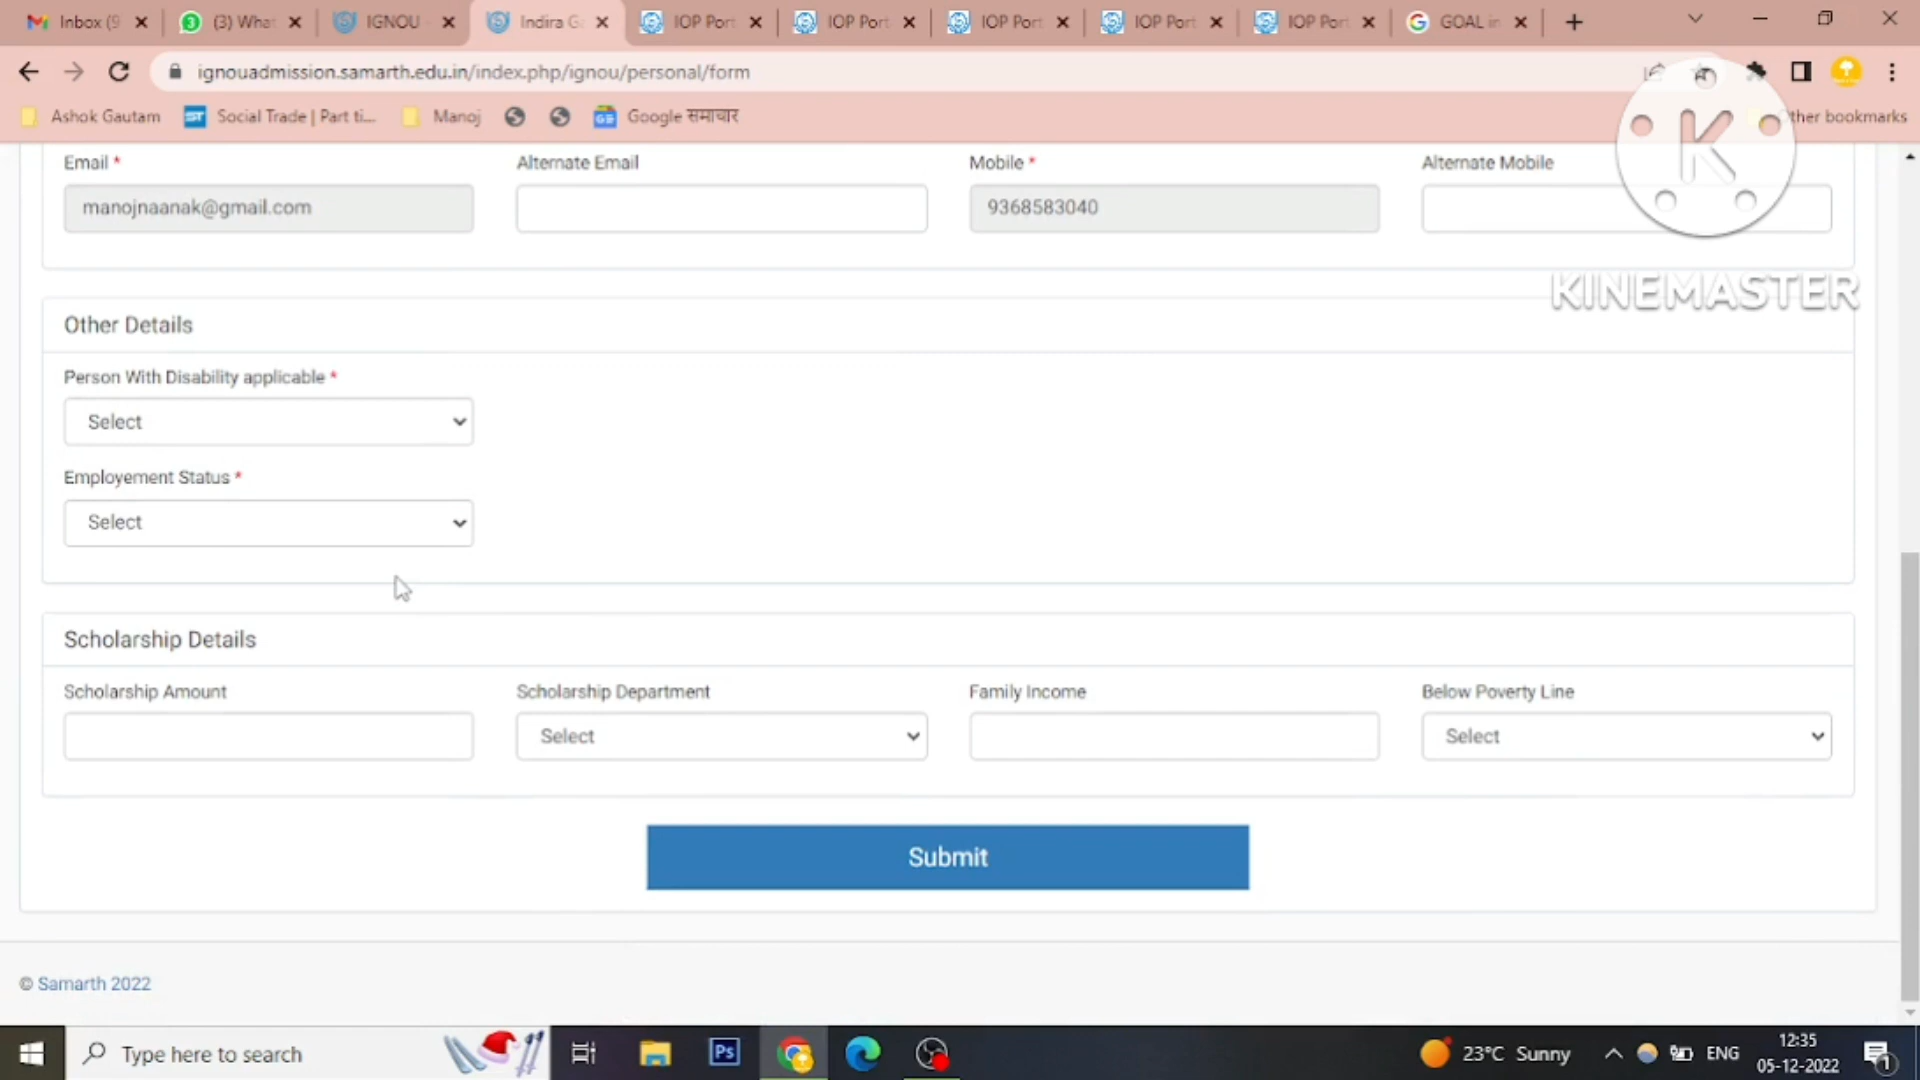 Inbox (9
(3) What
IGNOU
Indira G
IOP Port
IOP Port
IOP Port
IOP Port
IOP Port
GOAL in
ignouadmission.samarth.edu.in/index.php/ignou/personal/form
Ashok Gautam
Social Trade | Part ti...
Manoj
Google समाचार
ther bookmarks
K
KINEMASTER
Email *
Alternate Email
Mobile *
Alternate Mobile
manojnaanak@gmail.com
9368583040
Other Details
Person With Disability applicable *
Select
Employement Status *
Select
Scholarship Details
Scholarship Amount
Scholarship Department
Family Income
Below Poverty Line
Select
Select
Submit
© Samarth 2022
Type here to search
Ps
23°C Sunny
ENG
12:35
05-12-2022
1